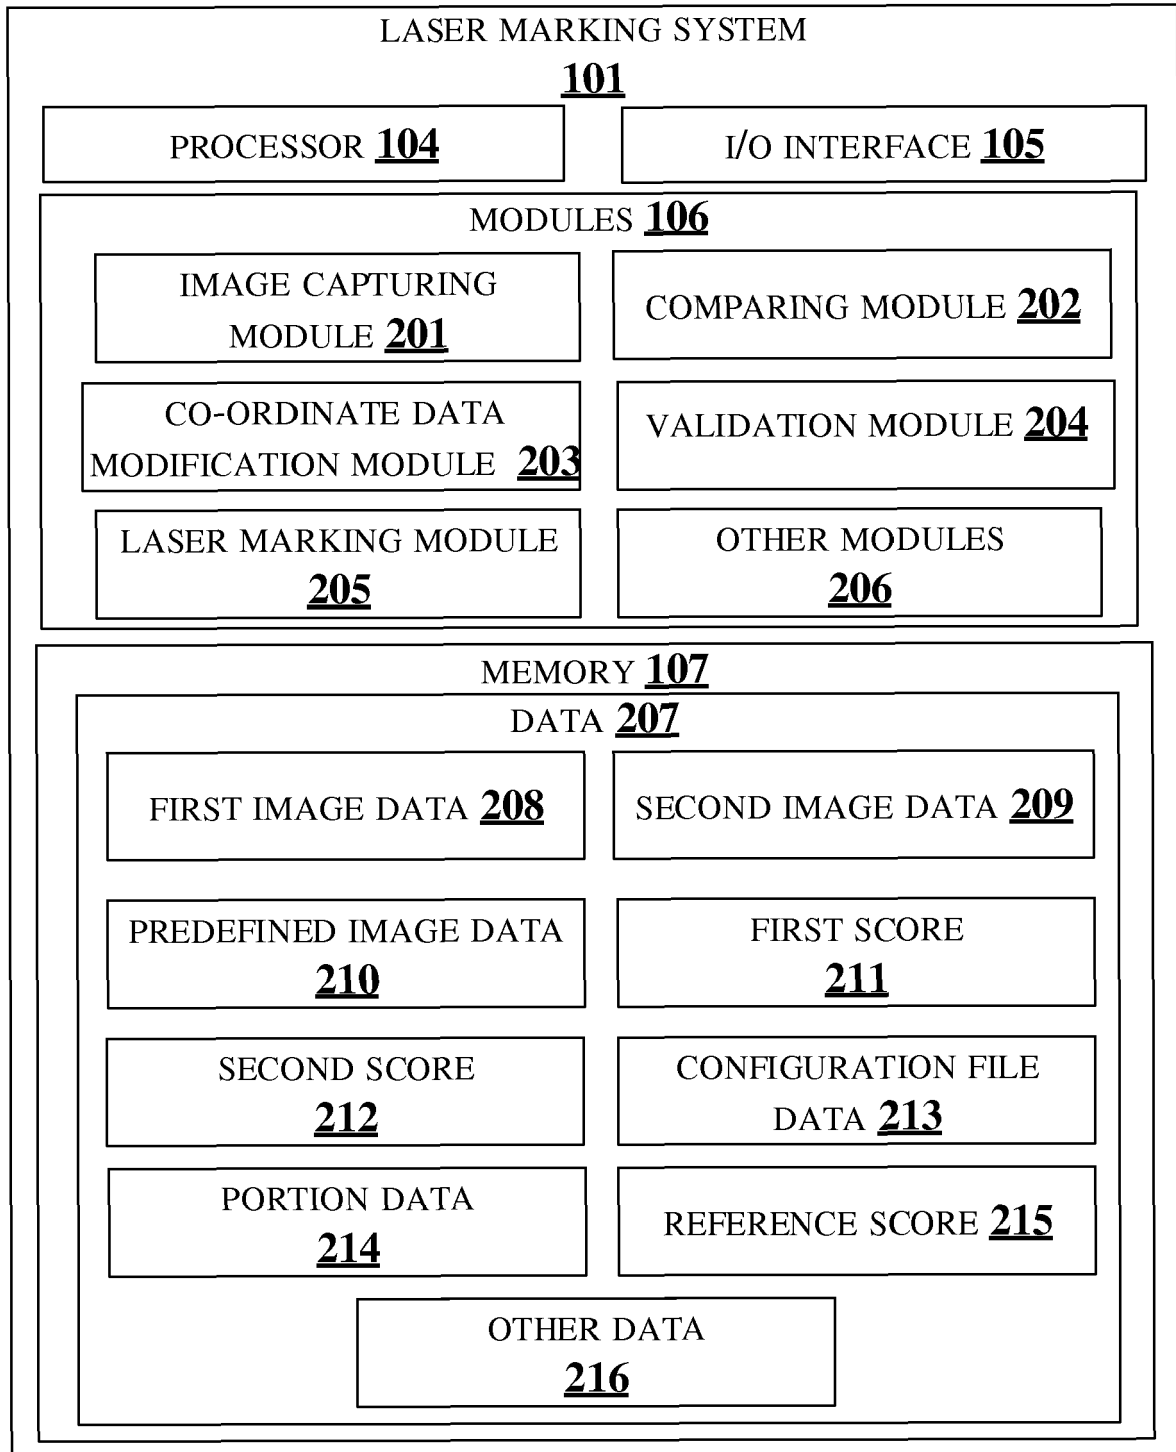 LASER MARKING SYSTEM
101
PROCESSOR 104
I/O INTERFACE 105
MODULES 106
IMAGE CAPTURING
MODULE 201
COMPARING MODULE 202
CO-ORDINATE DATA
MODIFICATION MODULE 203
VALIDATION MODULE 204
LASER MARKING MODULE
205
OTHER MODULES
206
MEMORY 107
DATA 207
FIRST IMAGE DATA 208
SECOND IMAGE DATA 209
PREDEFINED IMAGE DATA
210
FIRST SCORE
211
SECOND SCORE
212
CONFIGURATION FILE
DATA 213
PORTION DATA
214
REFERENCE SCORE 215
OTHER DATA
216